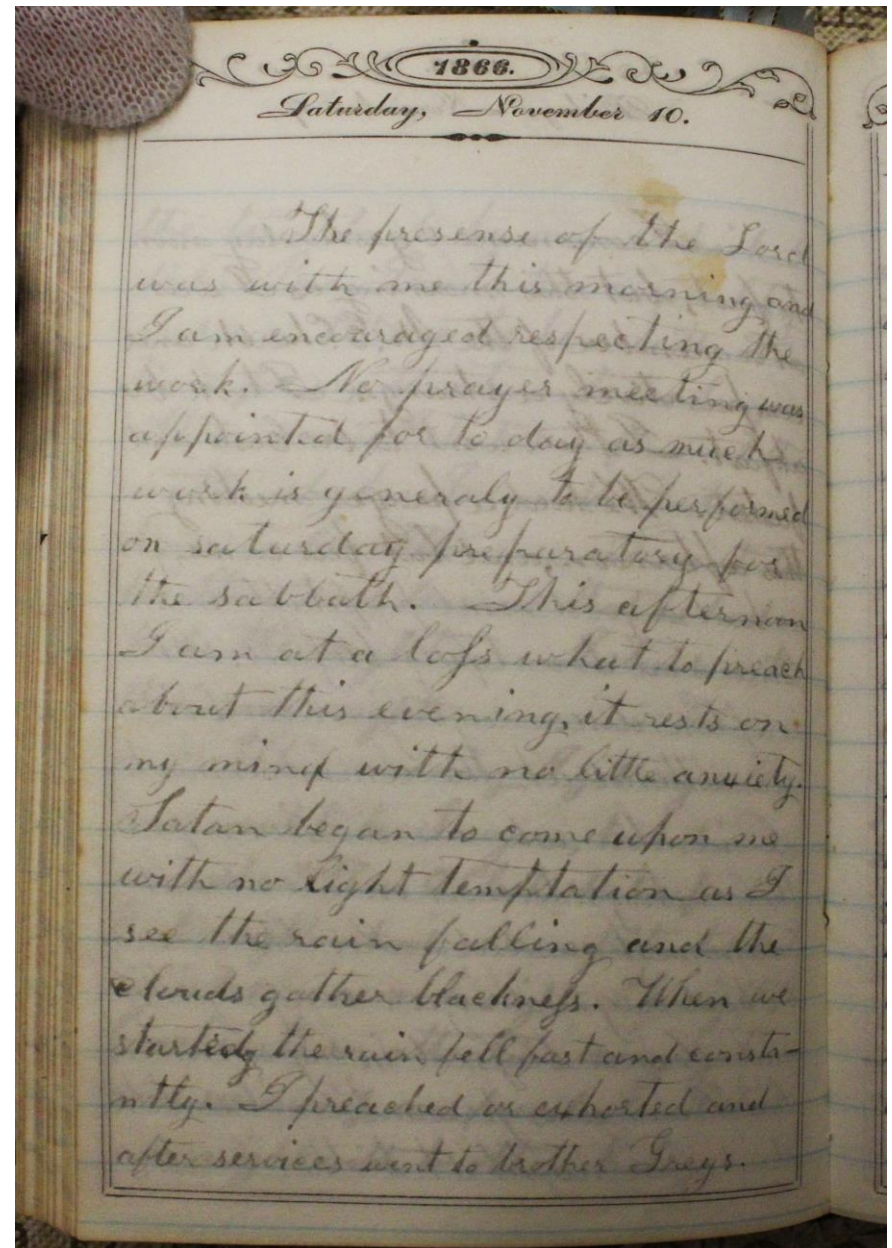 1866.
Saturday, November 10.
The presense of the Lord
was with me this morning and
I am encouraged respecting the
work. No prayer meeting was
appointed for to day as much
work is generaly to be performed
on saturday preparatory for
the sabbath. This afternoon
I am at a loſs what to preach
about this evening, it rests on
my mind with no little anxiety.
Satan began to come upon me
with no light temptation as I
see the rain falling and the
clouds gather blackneſs. When we
started the rain fell fast and consta-
ntly. I preached or exhorted and
after services went to brother Greys.